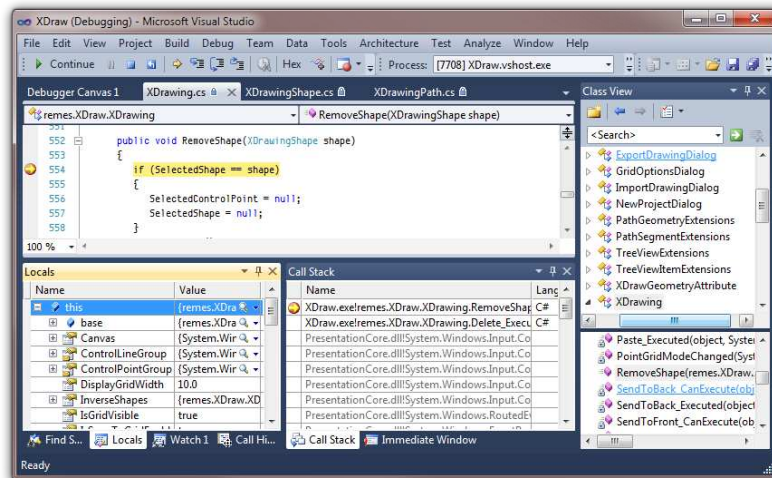 XDraw (Debugging) - Microsoft Visual Studio
File Edit View Project Build Debug Team Data Tools Architecture Test Analyze Window Help
Continue Hex Process: [7708] XDraw.vshost.exe
Debugger Canvas 1 XDrawing.cs XDrawingShape.cs XDrawingPath.cs
remes.XDraw.XDrawing RemoveShape(XDrawingShape shape)
551
552 public void RemoveShape(XDrawingShape shape)
553 {
554 if (SelectedShape == shape)
555 {
556 SelectedControlPoint = null;
557 SelectedShape = null;
558 }
100 %
Class View
<Search>
ExportDrawingDialog
GridOptionsDialog
ImportDrawingDialog
NewProjectDialog
PathGeometryExtensions
PathSegmentExtensions
TreeViewExtensions
TreeViewItemExtensions
XDrawGeometryAttribute
XDrawing
Paste_Executed(object, System
PointGridModeChanged(Syst
RemoveShape(remes.XDraw.
SendToBack_CanExecute(obj
SendToBack_Executed(object
SendToFront_CanExecute(ob
Locals
Name Value
this {remes.XDra
base {remes.XDra
Canvas {System.Wir
ControlLineGroup {System.Wir
ControlPointGroup {System.Wir
DisplayGridWidth 10.0
InverseShapes {remes.XDraw.XD
IsGridVisible true
Call Stack
Name Lang
XDraw.exe!remes.XDraw.XDrawing.RemoveShap C#
XDraw.exe!remes.XDraw.XDrawing.Delete_Execu C#
PresentationCore.dll!System.Windows.Input.Co
PresentationCore.dll!System.Windows.Input.Co
PresentationCore.dll!System.Windows.Input.Co
PresentationCore.dll!System.Windows.Input.Co
PresentationCore.dll!System.Windows.Input.Co
PresentationCore.dll!System.Windows.RoutedE
Find S... Locals Watch 1 Call Hi...
Call Stack Immediate Window
Ready